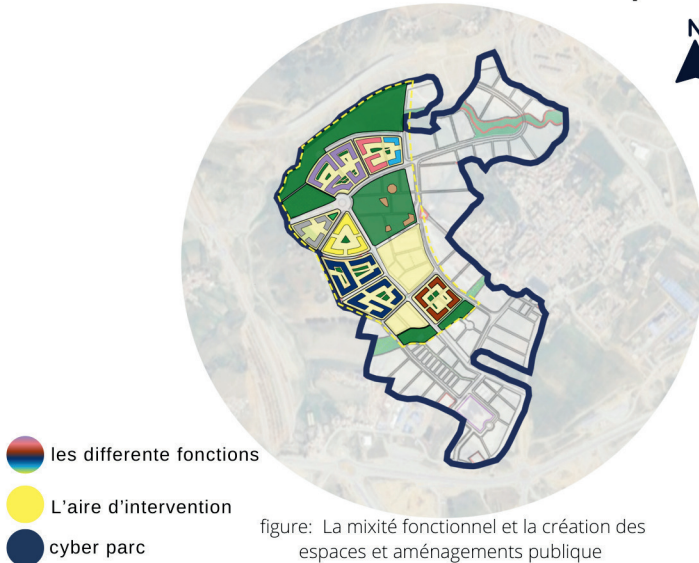 N
les differente fonctions
L'aire d'intervention
cyber parc
figure: La mixité fonctionnel et la création des
espaces et aménagements publique